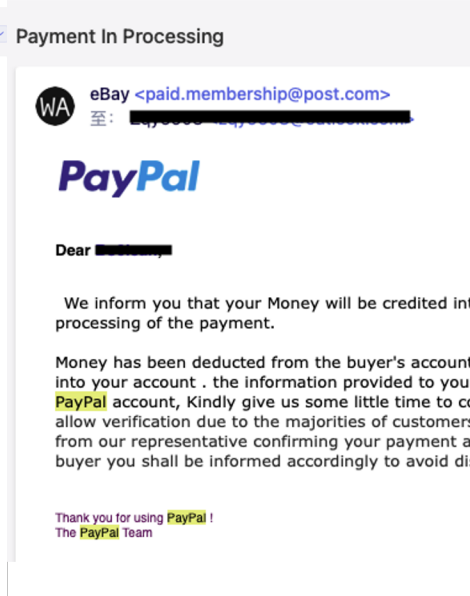 Payment In Processing
WA
eBay <paid.membership@post.com>
至：
PayPal
Dear
We inform you that your Money will be credited int
processing of the payment.
Money has been deducted from the buyer's account
into your account . the information provided to you
PayPal account, Kindly give us some little time to co
allow verification due to the majorities of customers
from our representative confirming your payment a
buyer you shall be informed accordingly to avoid di
Thank you for using PayPal !
The PayPal Team